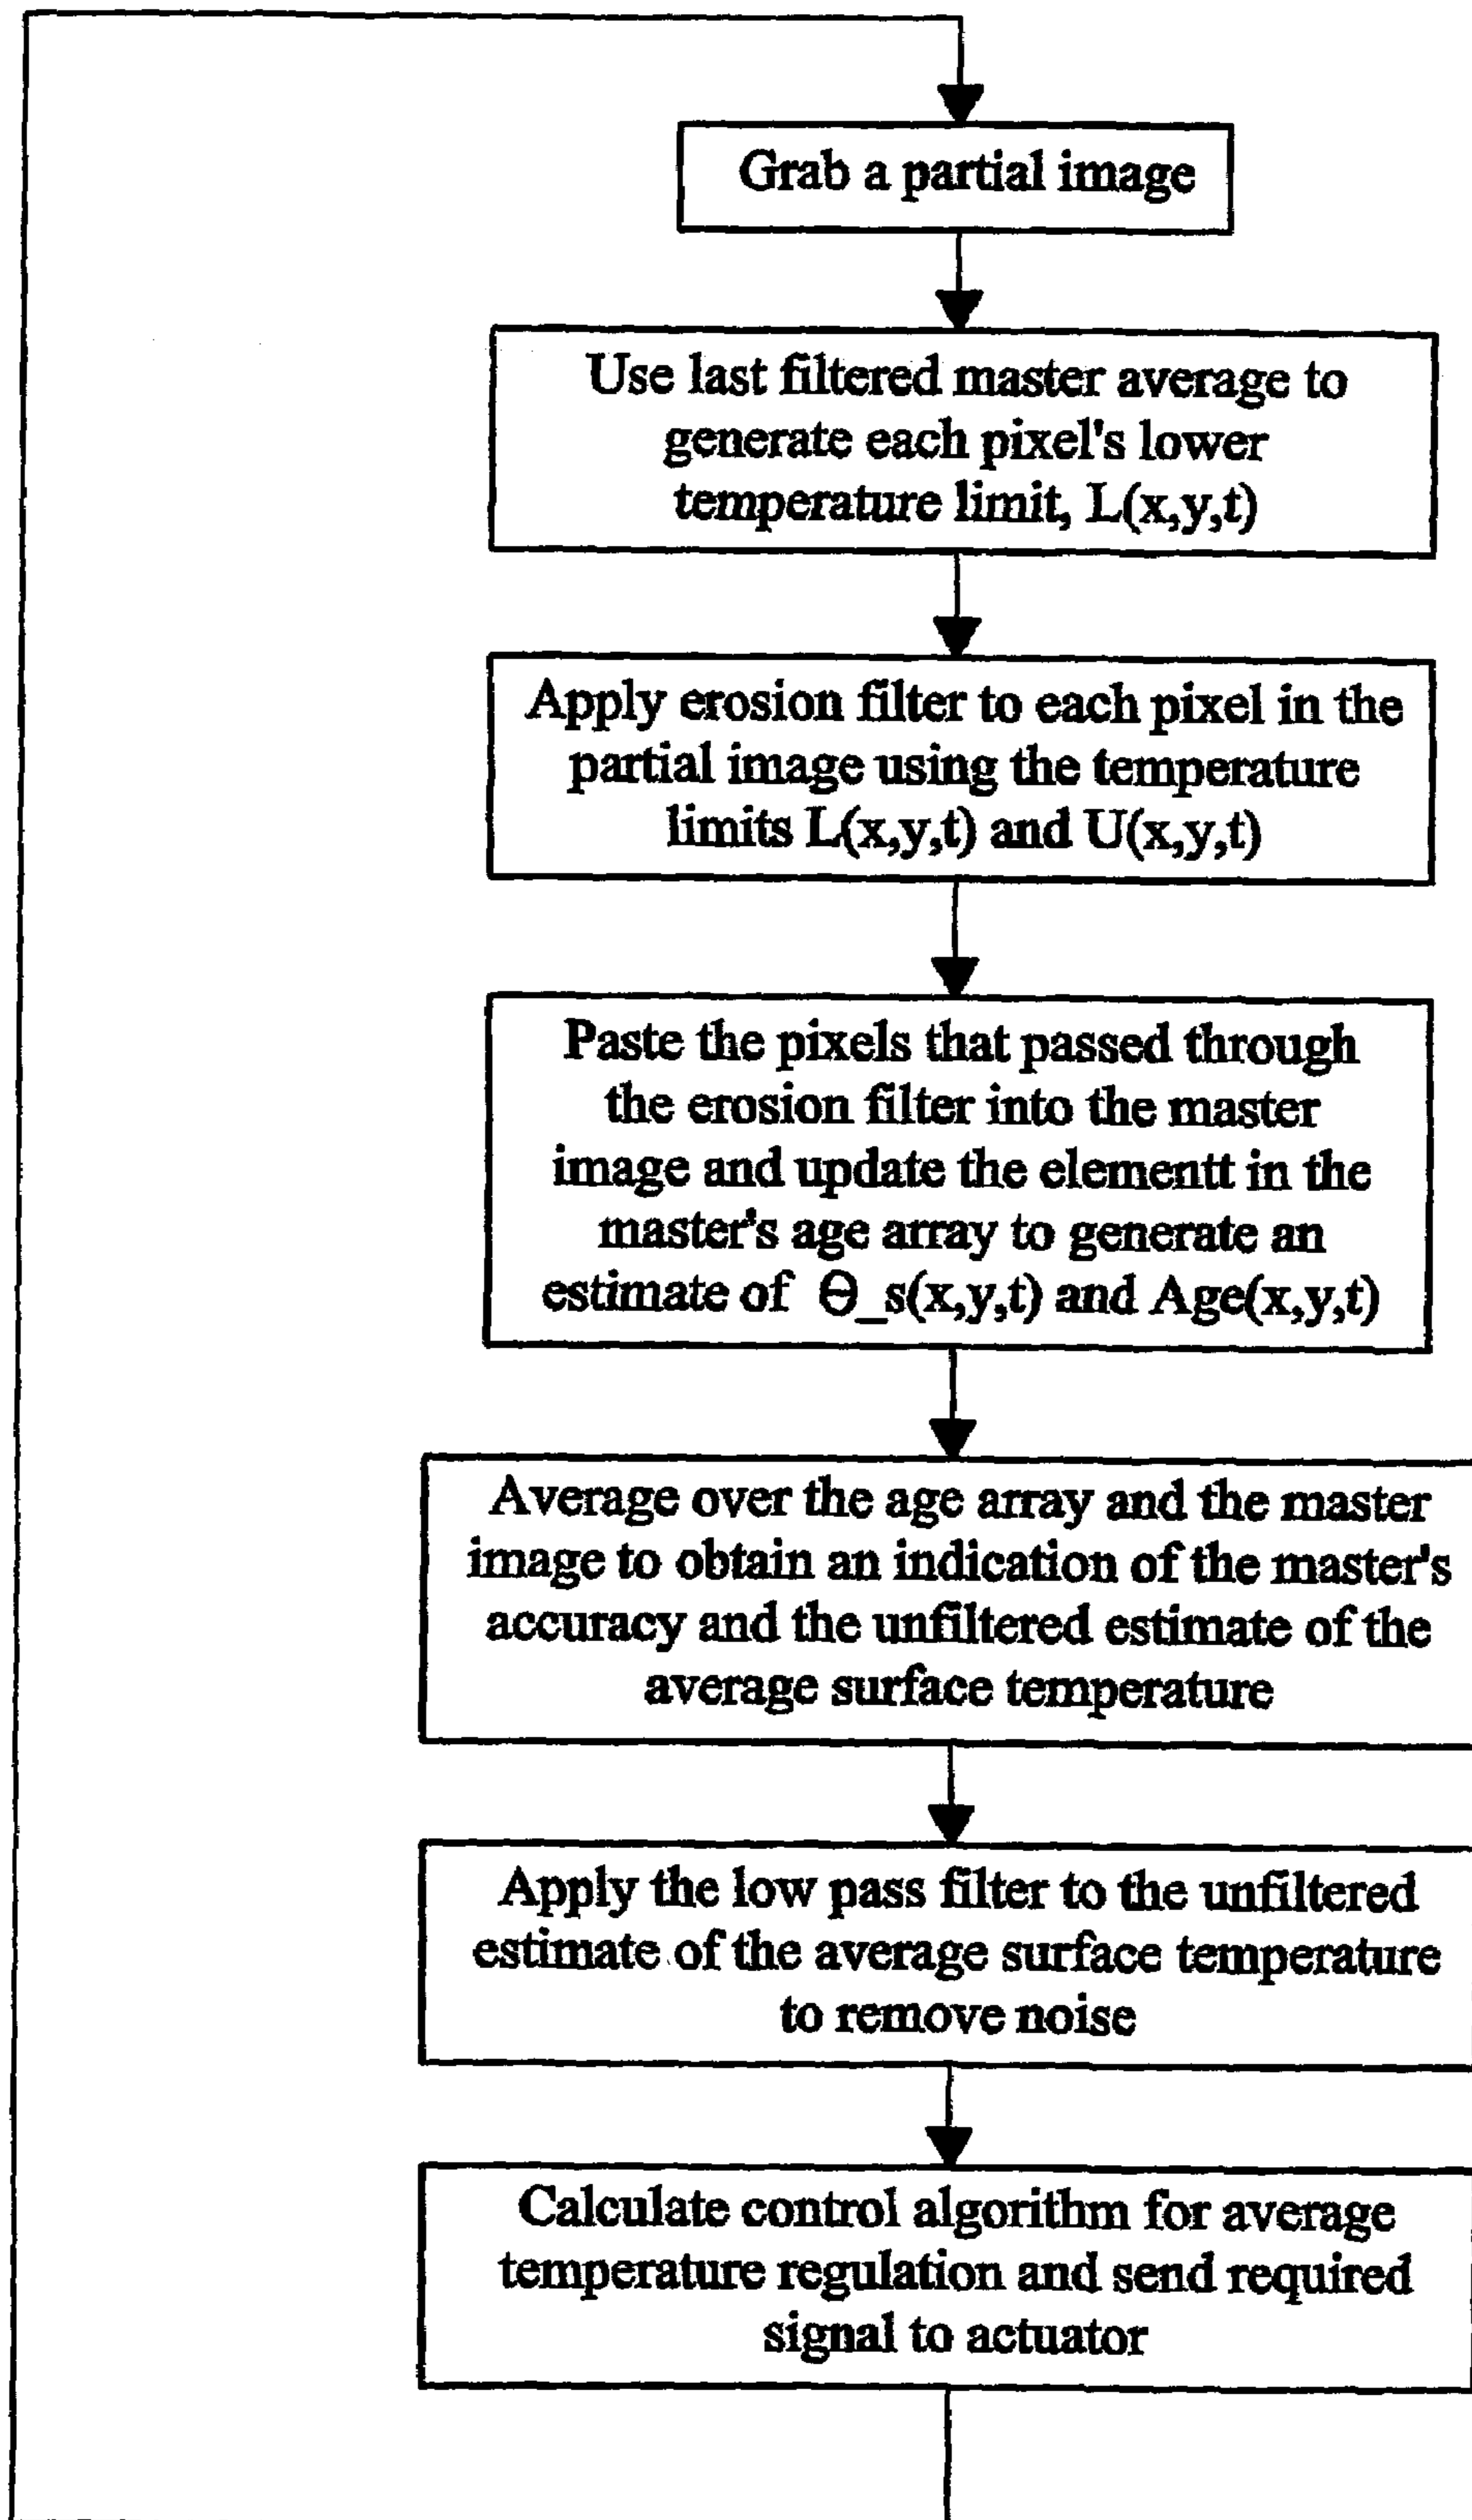 Grab a partial image
Use last filtered master average to
generate each pixel's lower
temperature limit, L(x,y,t)
Apply erosion filter to each pixel in the
partial image using the temperature
limits L(x,y,t) and U(x,y,t)
Paste the pixels that passed through
the erosion filter into the master
image and update the elementt in the
master's age array to generate an
estimate of Θ_s(x,y,t) and Age(x,y,t)
Average over the age array and the master
image to obtain an indication of the master's
accuracy and the unfiltered estimate of the
average surface temperature
Apply the low pass filter to the unfiltered
estimate of the average surface temperature
to remove noise
Calculate control algorithm for average
temperature regulation and send required
signal to actuator